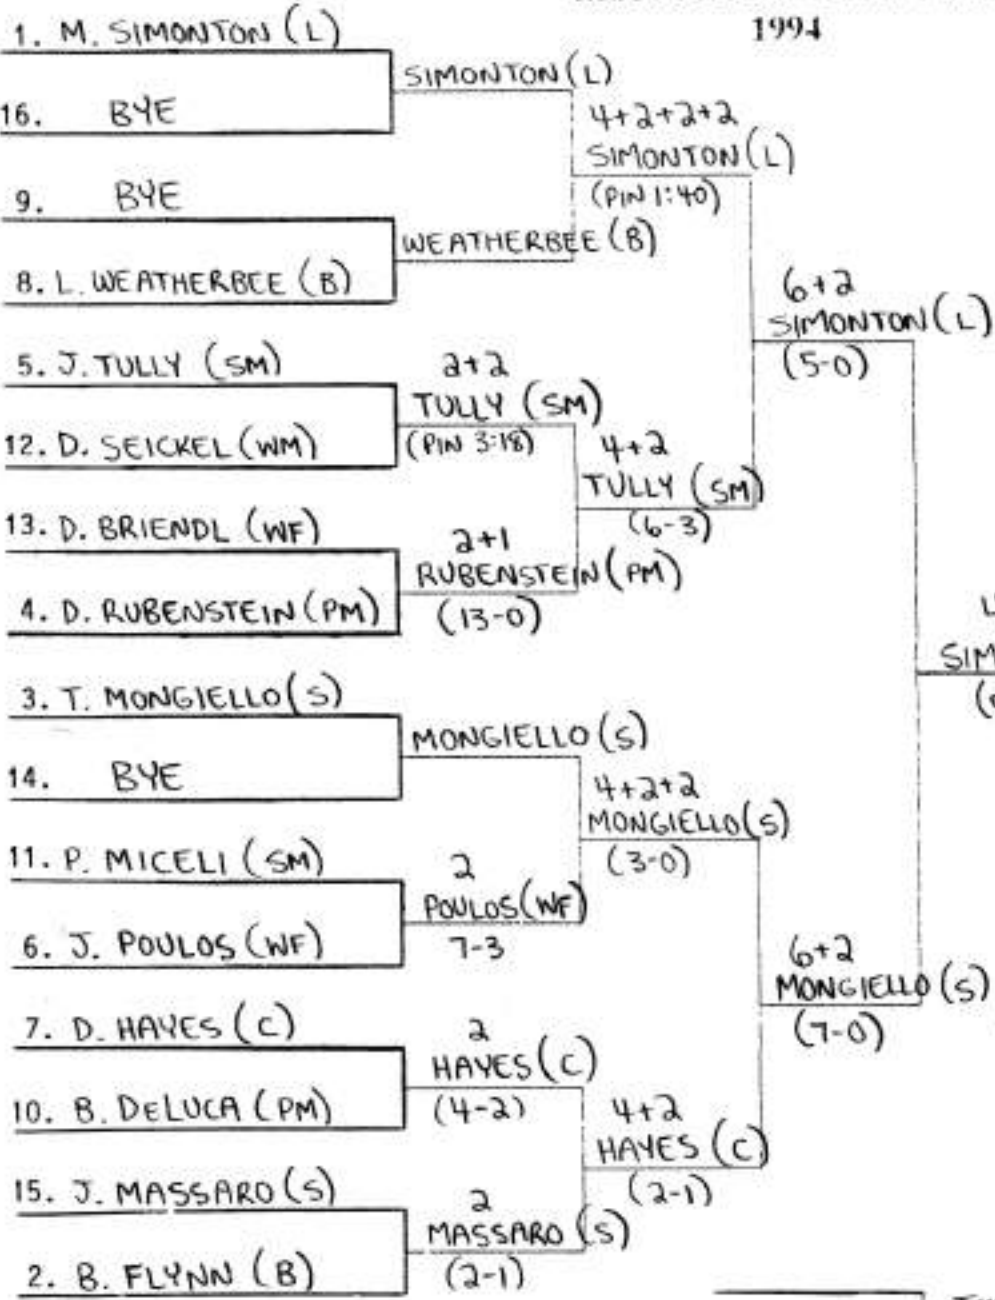 1994
1. M. SIMONTON (L)
16. BYE
9. BYE
8. L. WEATHERBEE (B)
5. J. TULLY (SM)
12. D. SEICKEL (WM)
13. D. BRIENDL (WF)
4. D. RUBENSTEIN (PM)
3. T. MONGIELLO (S)
14. BYE
11. P. MICELI (SM)
6. J. POULOS (WF)
7. D. HAYES (C)
10. B. DELUCA (PM)
15. J. MASSARO (S)
2. B. FLYNN (B)
SIMONTON (L)
WEATHERBEE (B)
2+2
TULLY (SM)
(PIN 3:18)
2+1
RUBENSTEIN (PM)
(13-0)
MONGIELLO (S)
2
POULOS (WF)
7-3
2
HAYES (C)
(4-2)
2
MASSARO (S)
(2-1)
4+2+2+2
SIMONTON (L)
(PIN 1:40)
4+2
TULLY (SM)
(6-3)
4+2+2
MONGIELLO (S)
(3-0)
4+2
HAYES (C)
(2-1)
6+2
SIMONTON (L)
(5-0)
6+2
MONGIELLO (S)
(7-0)
SIM